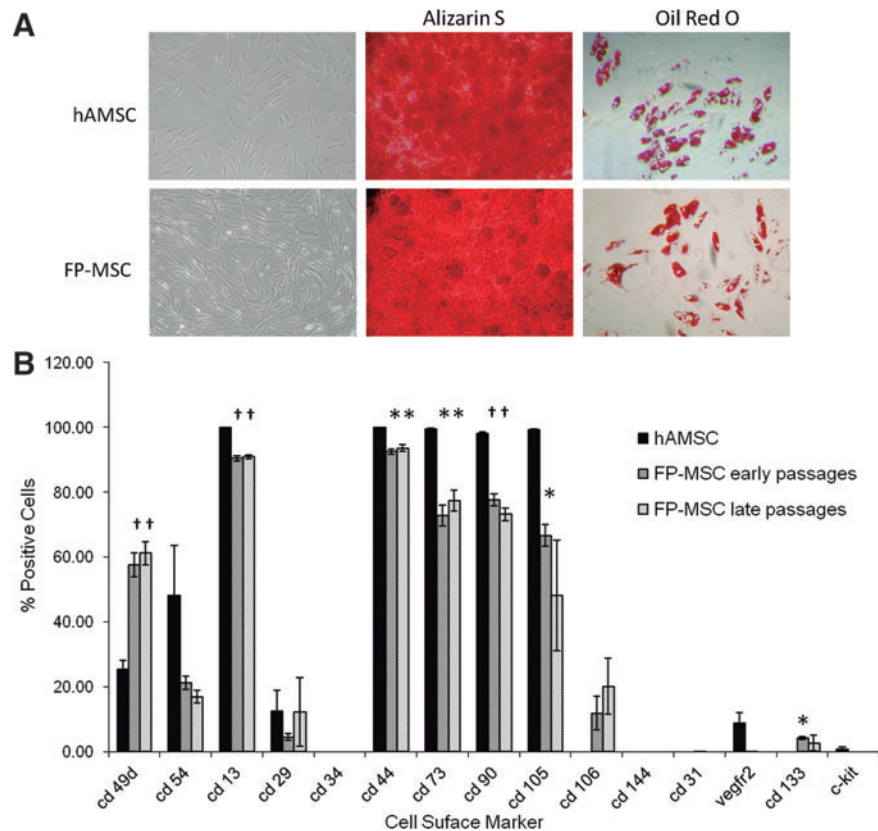 A
Alizarin S
Oil Red O
hAMSC
FP-MSC
B
120.00
100.00
80.00
60.00
40.00
20.00
0.00
% Positive Cells
††
††
**
**
††
*
*
hAMSC
FP-MSC early passages
FP-MSC late passages
cd 49d
cd 54
cd 13
cd 29
cd 34
cd 44
cd 73
cd 90
cd 105
cd 106
cd 144
cd 31
vegfr2
cd 133
c-kit
Cell Suface Marker